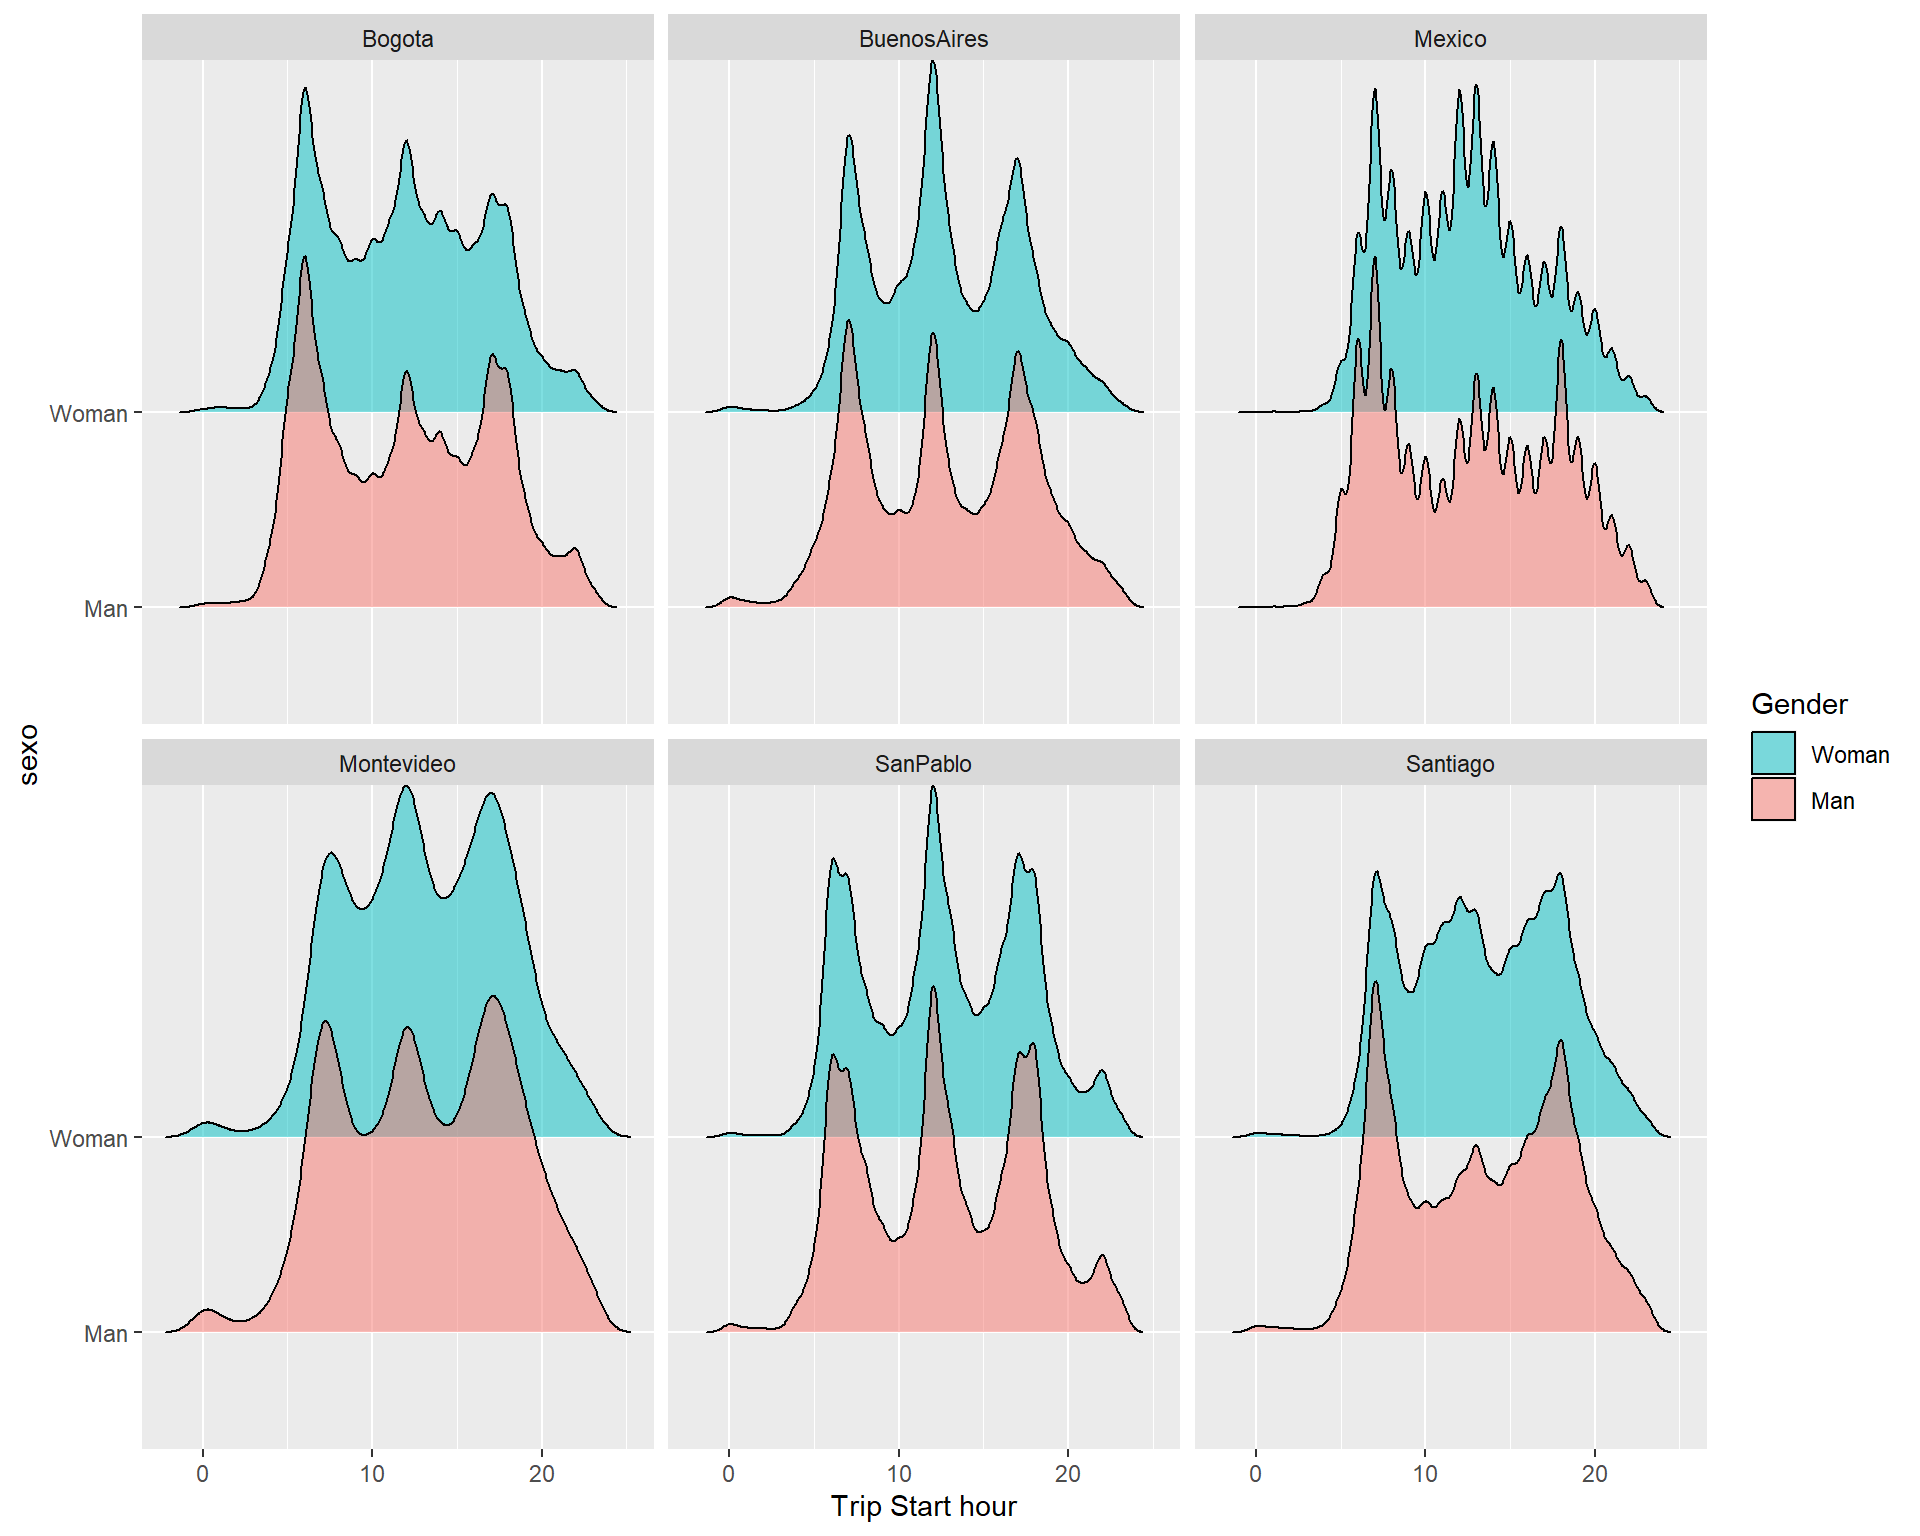 Bogota
BuenosAires
Mexico
Woman
Man
sexo
Montevideo
SanPablo
Santiago
Woman
Man
0 10 20
0 10 20
0 10 20
Trip Start hour
Gender
Woman
Man